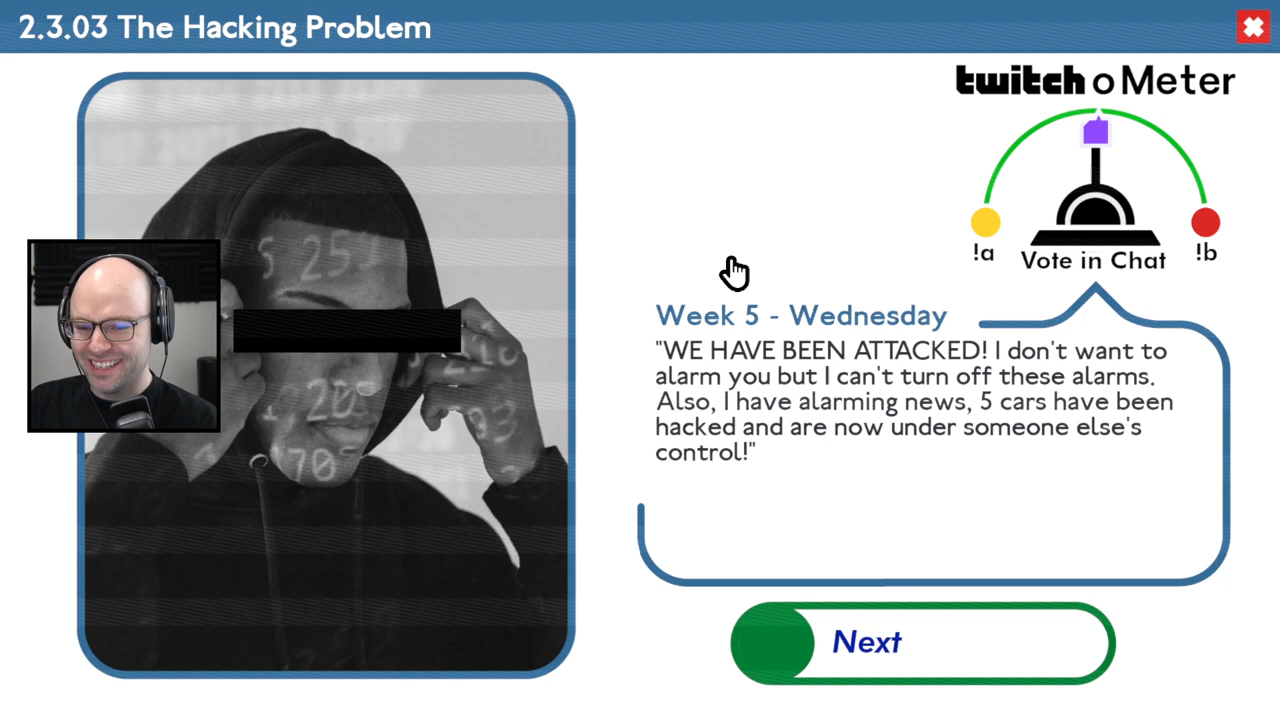 2.3.03 The Hacking Problem
twitch o Meter
!a
Vote in Chat
!b
Week 5 - Wednesday
"WE HAVE BEEN ATTACKED! I don't want to
alarm you but I can't turn off these alarms.
Also, I have alarming news, 5 cars have been
hacked and are now under someone else's
control!"
Next